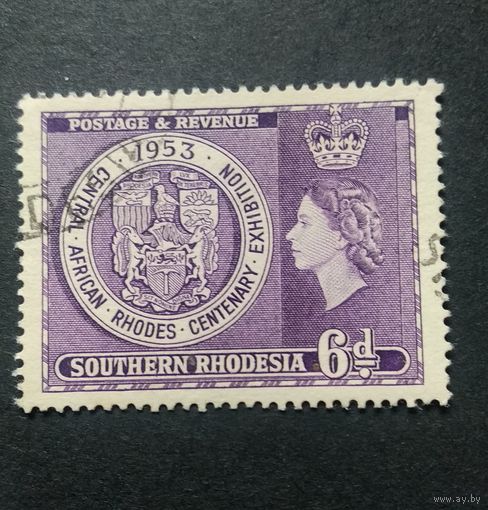 POSTAGE & REVENUE
1953
CENTRAL · AFRICAN · RHODES · CENTENARY · EXHIBITION
SOUTHERN RHODESIA 6d.
www.ay.by